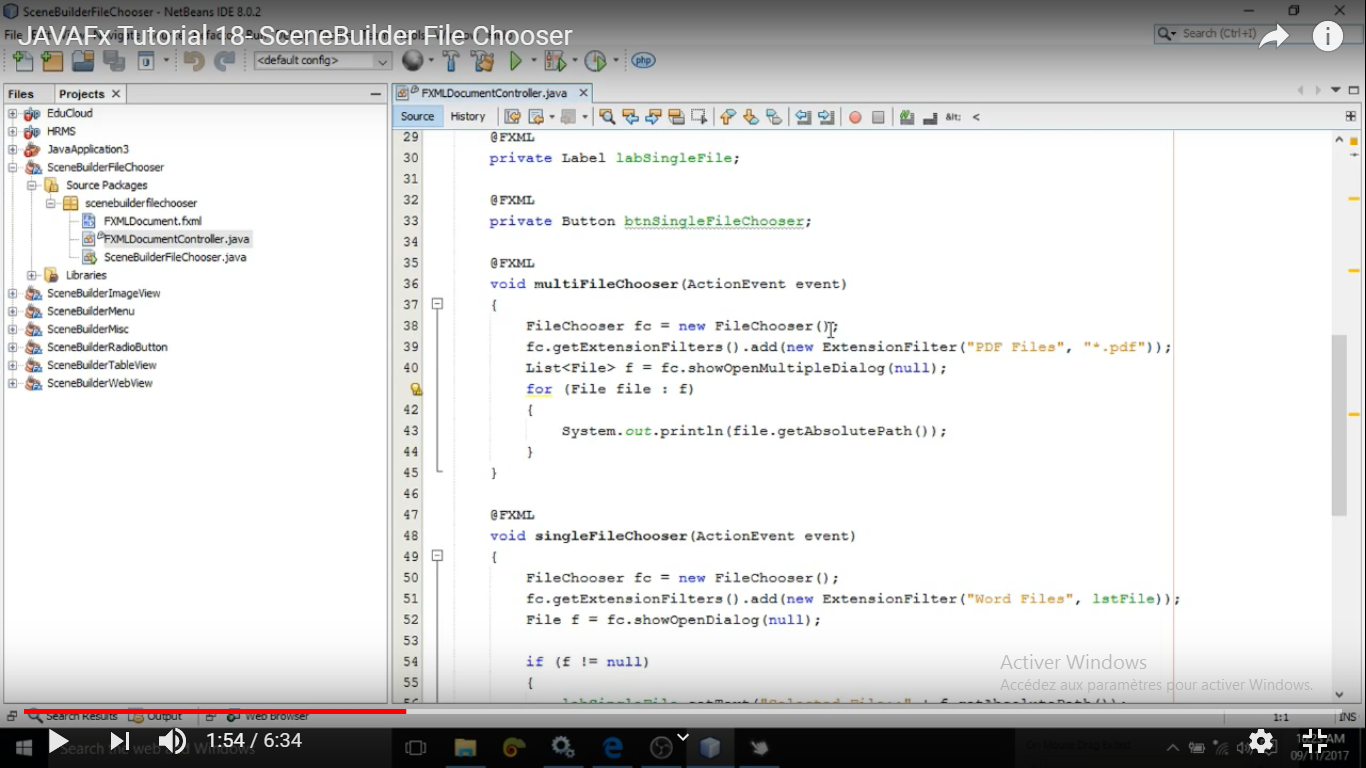 SceneBuilderFileChooser - NetBeans IDE 8.0.2
JAVAFx Tutorial 18- SceneBuilder File Chooser
Search (Ctrl+I)
<default config>
php
Files
Projects
FXMLDocumentController.java
Source
History
EduCloud
HRMS
JavaApplication3
SceneBuilderFileChooser
Source Packages
scenebuilderfilechooser
FXMLDocument.fxml
FXMLDocumentController.java
SceneBuilderFileChooser.java
Libraries
SceneBuilderImageView
SceneBuilderMenu
SceneBuilderMisc
SceneBuilderRadioButton
SceneBuilderTableView
SceneBuilderWebView
29 @FXML
30 private Label labSingleFile;
31
32 @FXML
33 private Button btnSingleFileChooser;
34
35 @FXML
36 void multiFileChooser(ActionEvent event)
37 {
38 FileChooser fc = new FileChooser();
39 fc.getExtensionFilters().add(new ExtensionFilter("PDF Files", "*.pdf"));
40 List<File> f = fc.showOpenMultipleDialog(null);
for (File file : f)
42 {
43 System.out.println(file.getAbsolutePath());
44 }
45 }
46
47 @FXML
48 void singleFileChooser(ActionEvent event)
49 {
50 FileChooser fc = new FileChooser();
51 fc.getExtensionFilters().add(new ExtensionFilter("Word Files", lstFile));
52 File f = fc.showOpenDialog(null);
53
54 if (f != null)
55 {
Activer Windows
Accédez aux paramètres pour activer Windows.
Search Results
Output
Web Browser
1:1
INS
1:54 / 6:34
Search the web and Windows
AM
09/11/2017